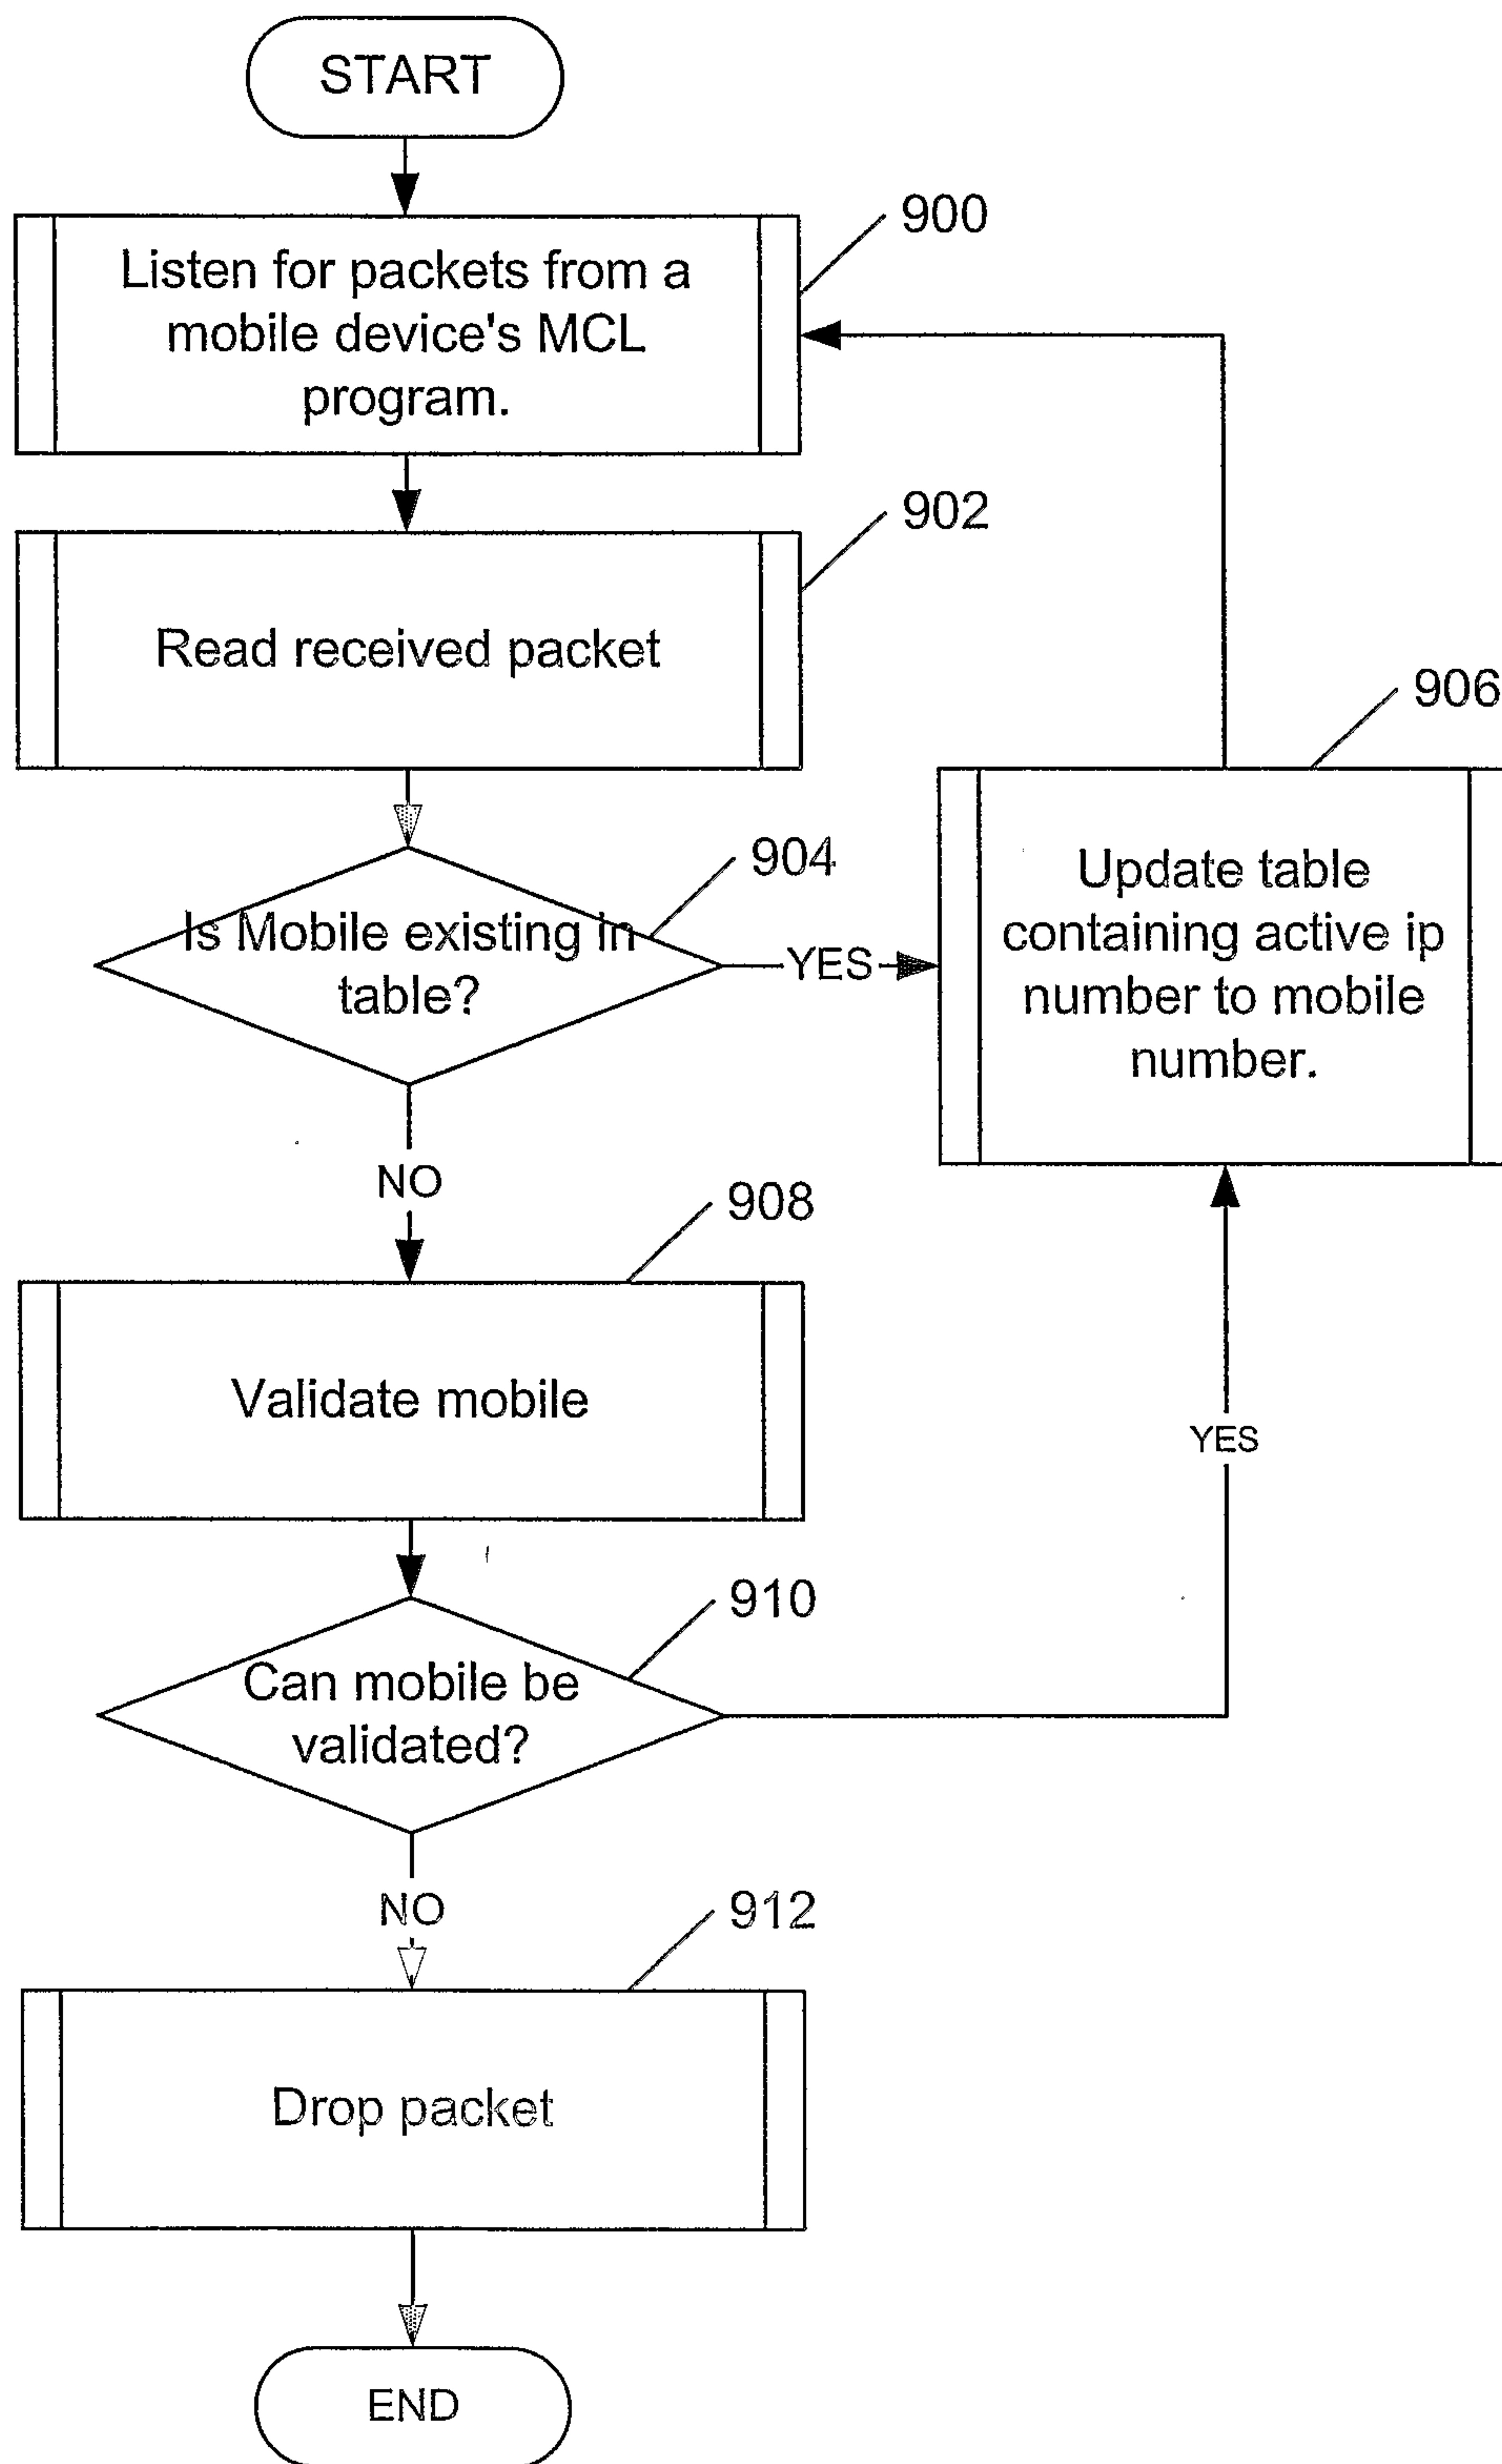 START
900
Listen for packets from a
mobile device's MCL
program.
902
Read received packet
906
904
Is Mobile existing in
table?
YES
Update table
containing active ip
number to mobile
number.
NO
908
Validate mobile
YES
910
Can mobile be
validated?
NO
912
Drop packet
END